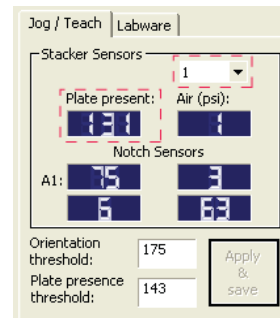 Jog / Teach Labware
Stacker Sensors
1
Plate present: Air (psi):
131 1
Notch Sensors
A1: 75 3
6 63
Orientation threshold: 175
Plate presence threshold: 143
Apply & save